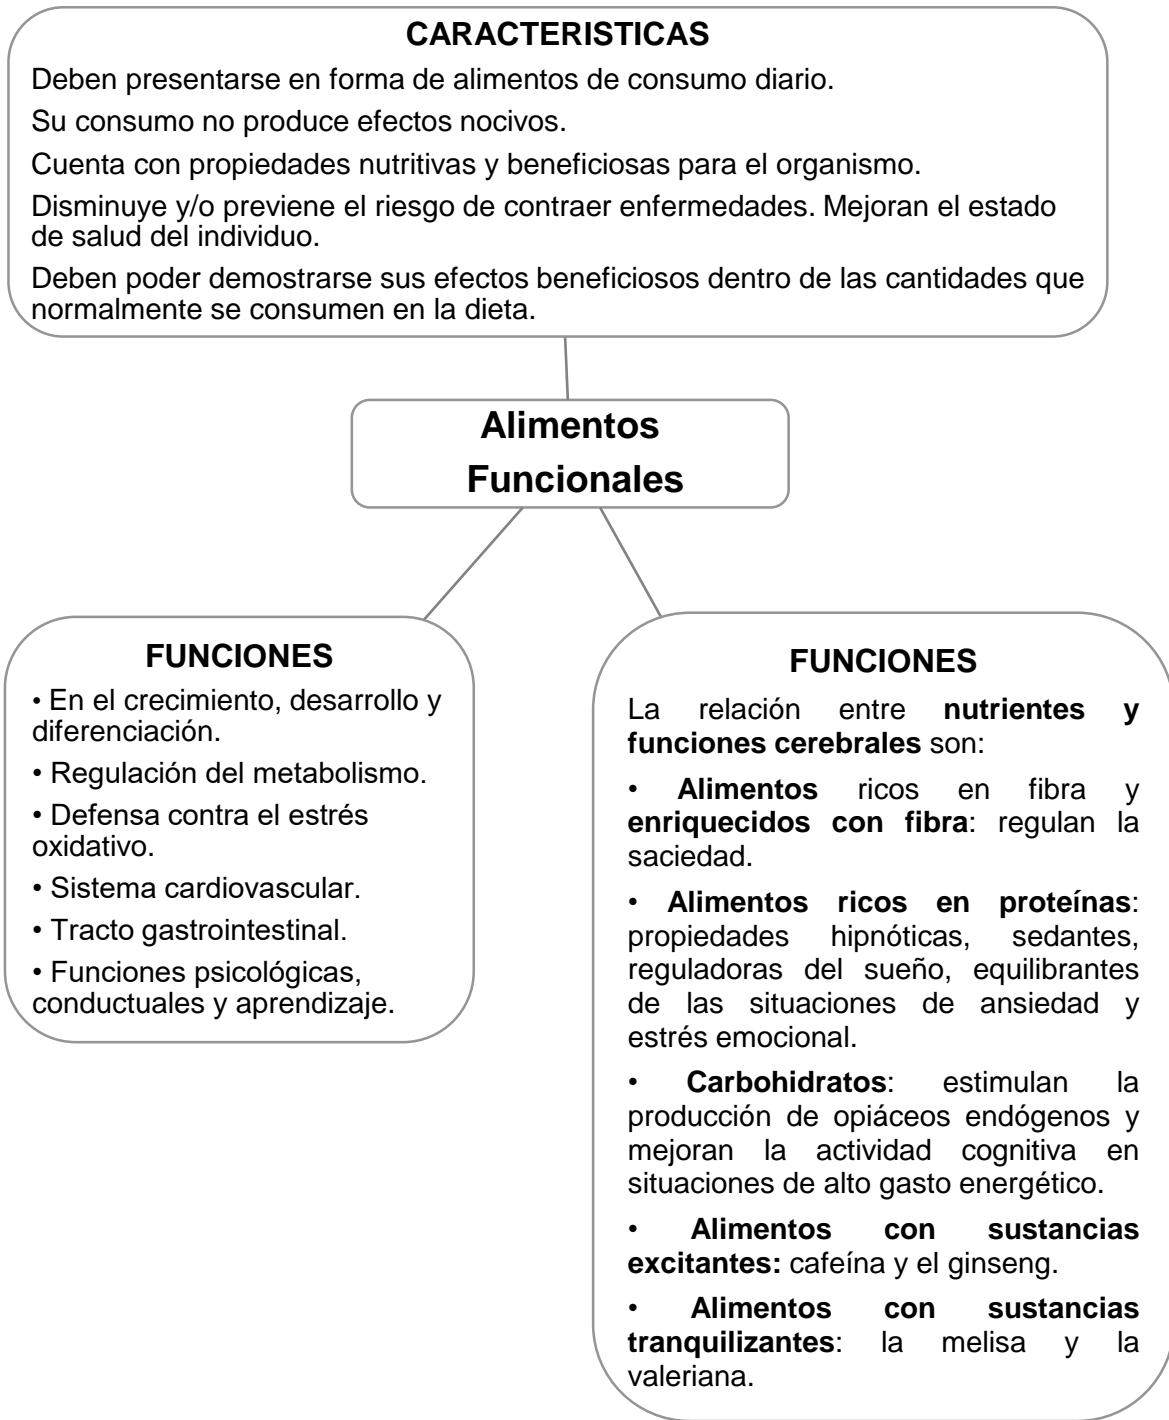 CARACTERISTICAS
Deben presentarse en forma de alimentos de consumo diario.
Su consumo no produce efectos nocivos.
Cuenta con propiedades nutritivas y beneficiosas para el organismo.
Disminuye y/o previene el riesgo de contraer enfermedades. Mejoran el estado
de salud del individuo.
Deben poder demostrarse sus efectos beneficiosos dentro de las cantidades que
normalmente se consumen en la dieta.
Alimentos
Funcionales
FUNCIONES
• En el crecimiento, desarrollo y
diferenciación.
• Regulación del metabolismo.
• Defensa contra el estrés
oxidativo.
• Sistema cardiovascular.
• Tracto gastrointestinal.
• Funciones psicológicas,
conductuales y aprendizaje.
FUNCIONES
La relación entre nutrientes y
funciones cerebrales son:
• Alimentos ricos en fibra y
enriquecidos con fibra: regulan la
saciedad.
• Alimentos ricos en proteínas:
propiedades hipnóticas, sedantes,
reguladoras del sueño, equilibrantes
de las situaciones de ansiedad y
estrés emocional.
• Carbohidratos: estimulan la
producción de opiáceos endógenos y
mejoran la actividad cognitiva en
situaciones de alto gasto energético.
• Alimentos con sustancias
excitantes: cafeína y el ginseng.
• Alimentos con sustancias
tranquilizantes: la melisa y la
valeriana.